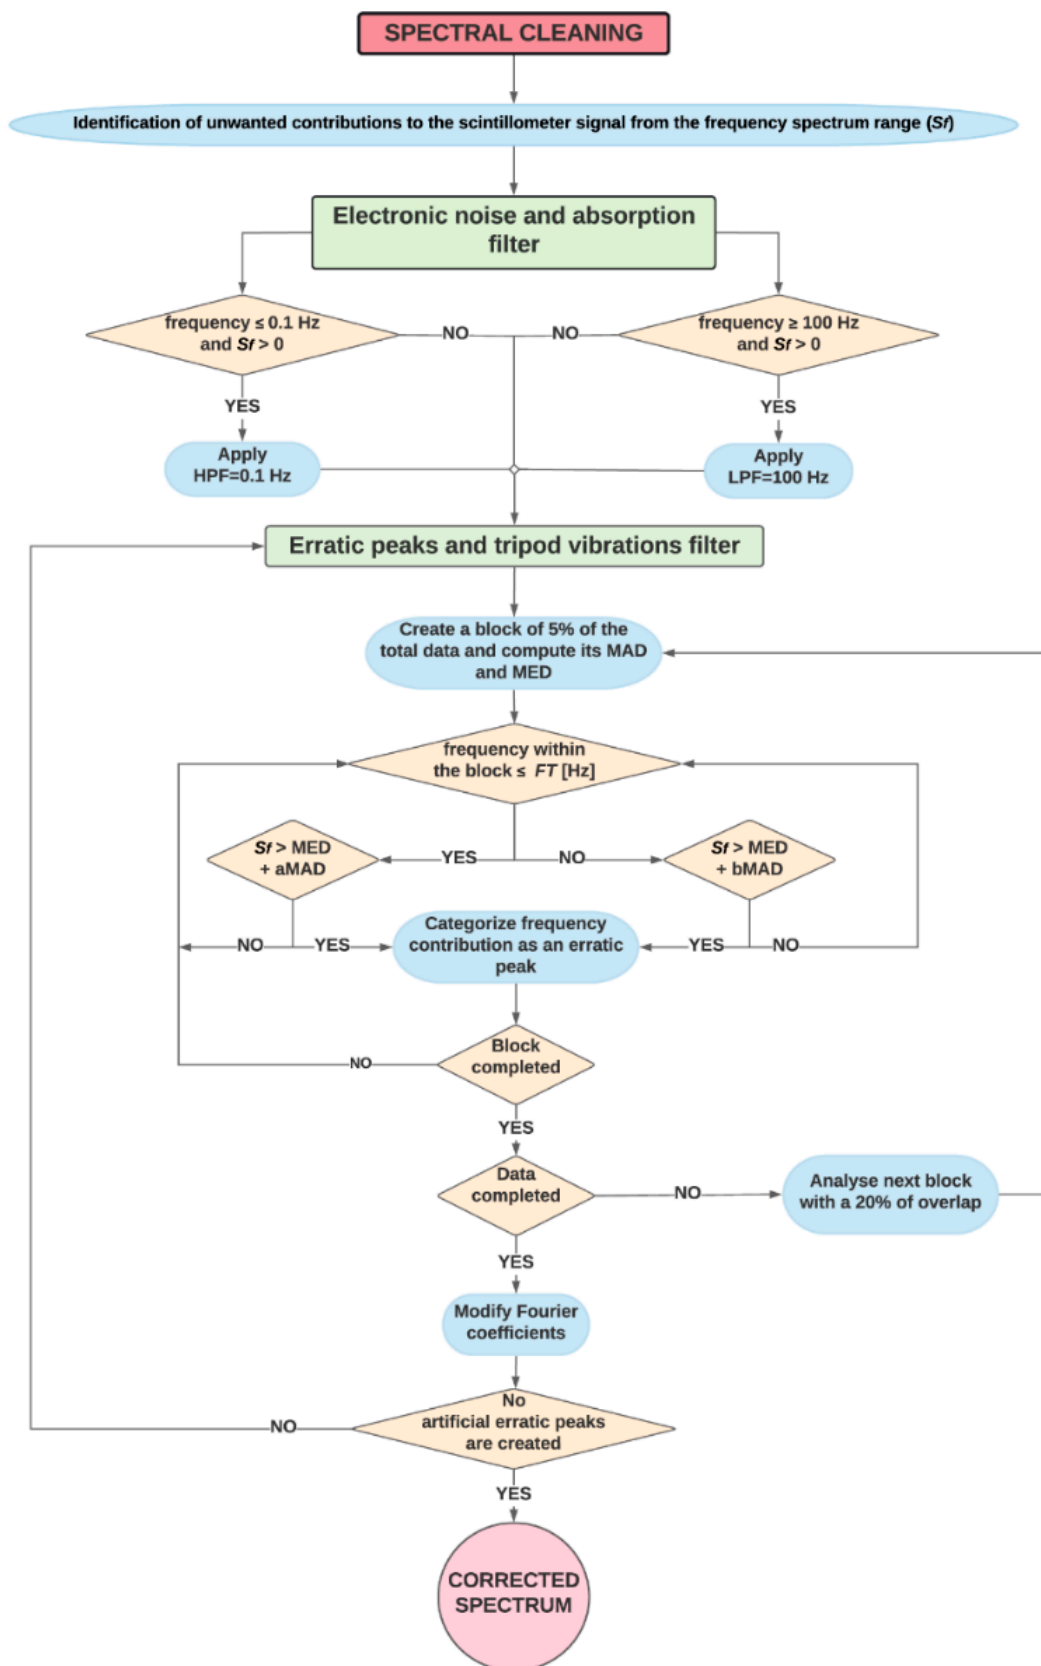 SPECTRAL CLEANING
Identification of unwanted contributions to the scintillometer signal from the frequency spectrum range (Sf)
Electronic noise and absorption
filter
frequency ≤ 0.1 Hz
and Sf > 0
NO
NO
frequency ≥ 100 Hz
and Sf > 0
YES
YES
Apply
HPF=0.1 Hz
Apply
LPF=100 Hz
Erratic peaks and tripod vibrations filter
Create a block of 5% of the
total data and compute its MAD
and MED
frequency within
the block ≤ FT [Hz]
Sf > MED
+ aMAD
YES
NO
Sf > MED
+ bMAD
NO
YES
Categorize frequency
contribution as an erratic
peak
YES
NO
Block
completed
NO
YES
Data
completed
NO
Analyse next block
with a 20% of overlap
YES
Modify Fourier
coefficients
No
artificial erratic peaks
are created
NO
YES
CORRECTED
SPECTRUM